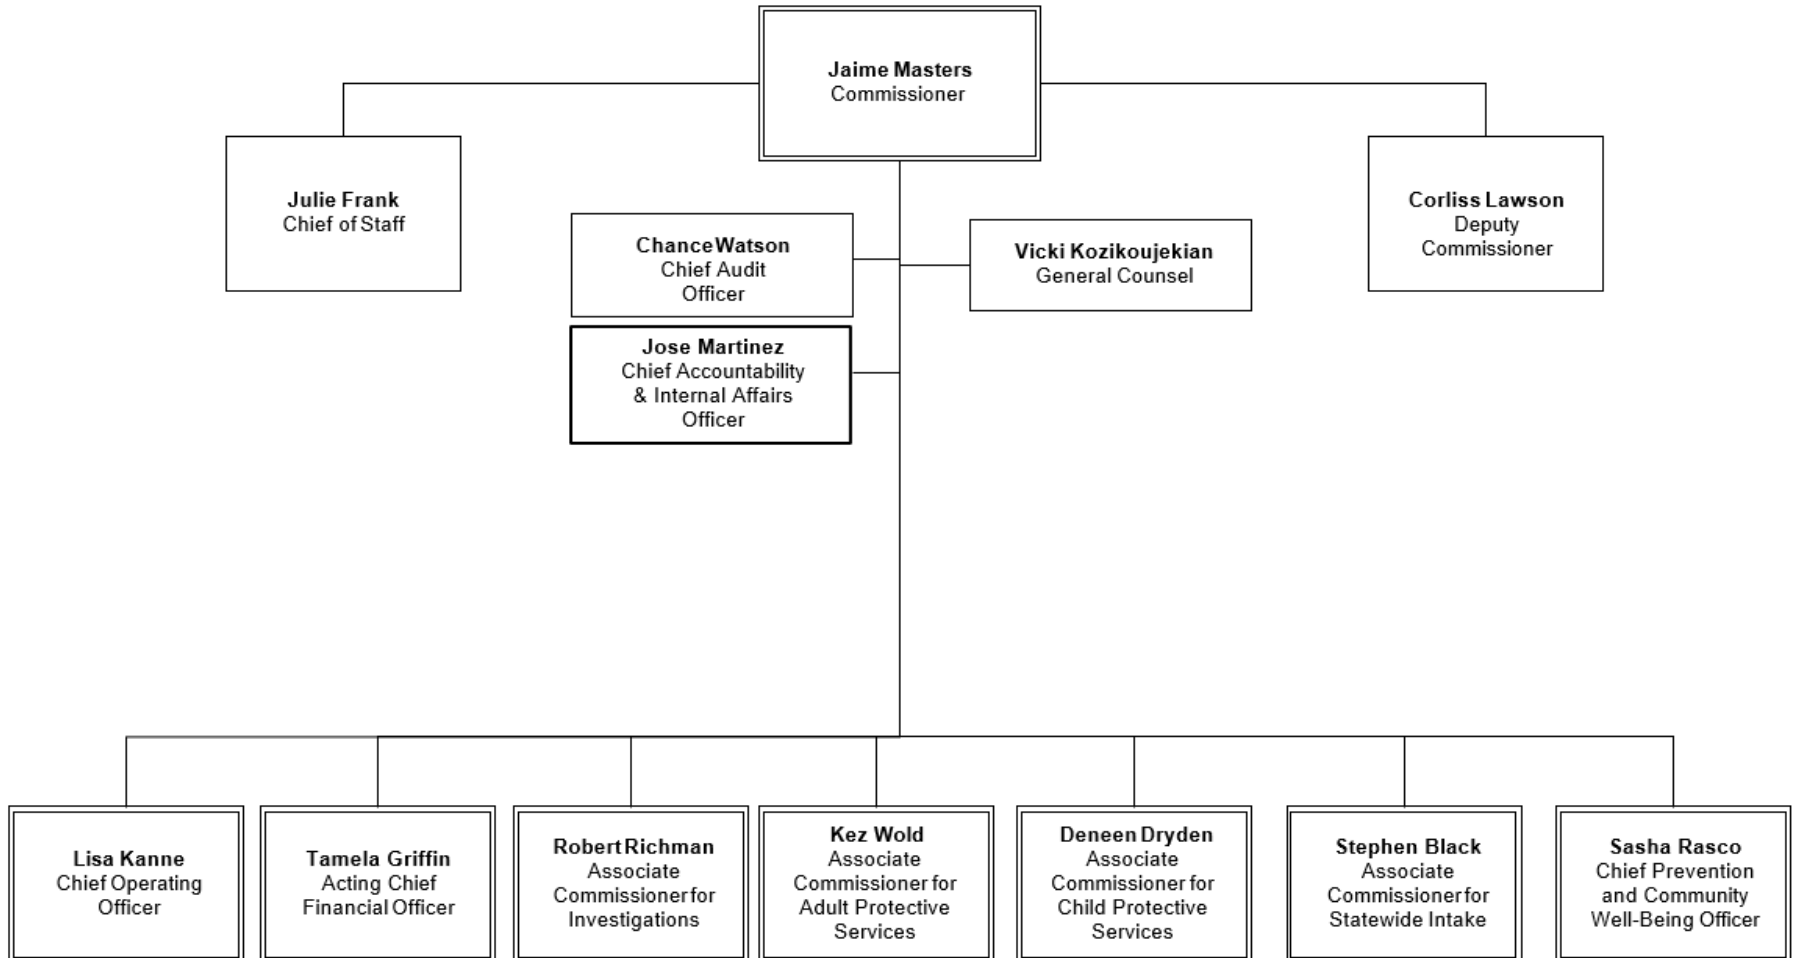 Jaime Masters
Commissioner
Julie Frank
Chief of Staff
Corliss Lawson
Deputy
Commissioner
Chance Watson
Chief Audit
Officer
Vicki Kozikoujekian
General Counsel
Jose Martinez
Chief Accountability
& Internal Affairs
Officer
Lisa Kanne
Chief Operating
Officer
Tamela Griffin
Acting Chief
Financial Officer
Robert Richman
Associate
Commissioner for
Investigations
Kez Wold
Associate
Commissioner for
Adult Protective
Services
Deneen Dryden
Associate
Commissioner for
Child Protective
Services
Stephen Black
Associate
Commissioner for
Statewide Intake
Sasha Rasco
Chief Prevention
and Community
Well-Being Officer